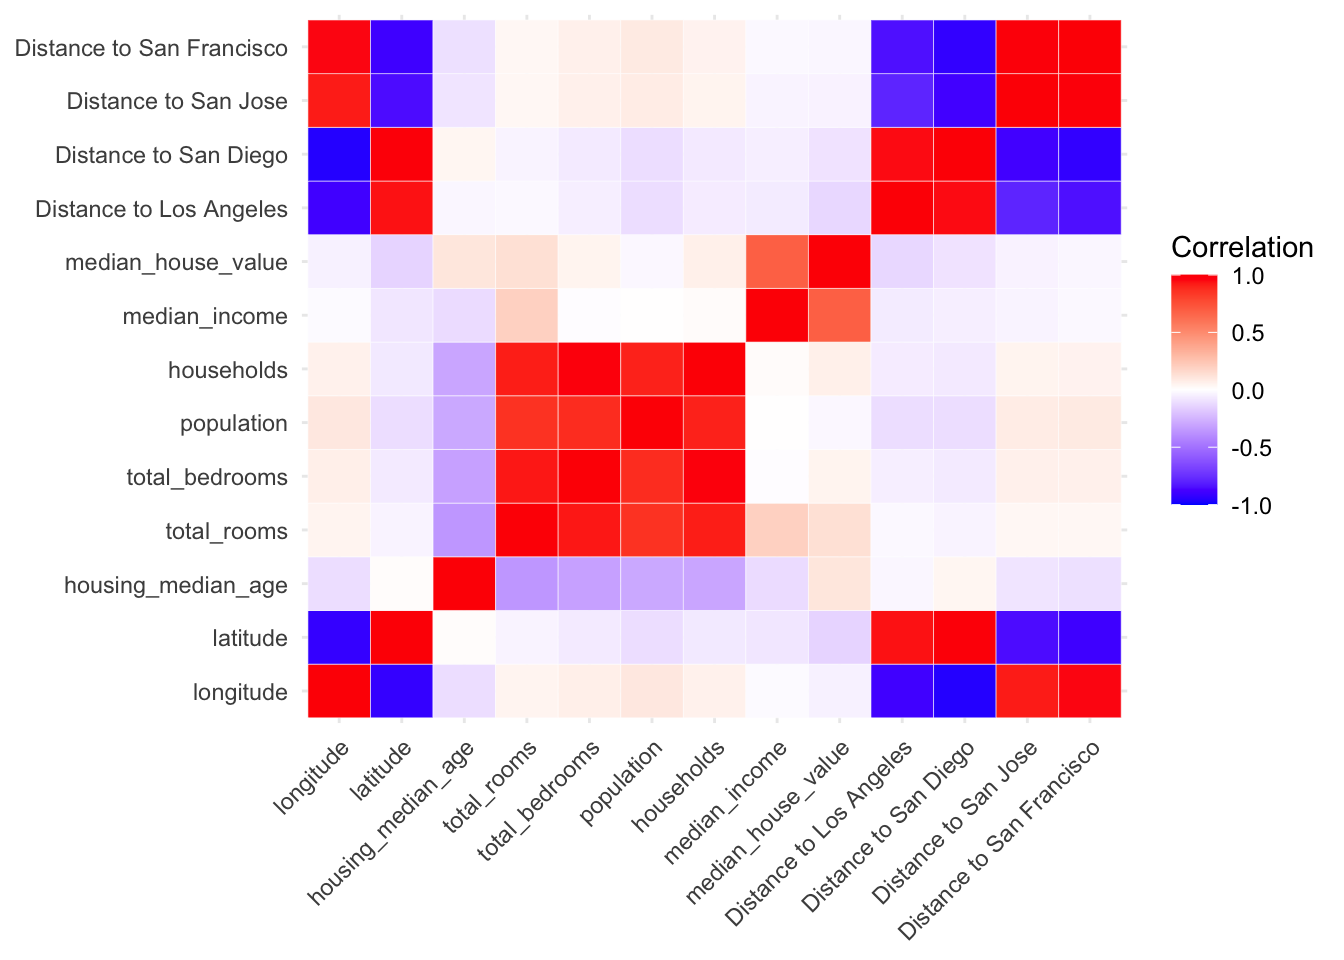 Distance to San Francisco
Distance to San Jose
Distance to San Diego
Distance to Los Angeles
median_house_value
median_income
households
population
total_bedrooms
total_rooms
housing_median_age
latitude
longitude
longitude
latitude
housing_median_age
total_rooms
total_bedrooms
population
households
median_income
median_house_value
Distance to Los Angeles
Distance to San Diego
Distance to San Jose
Distance to San Francisco
Correlation
1.0
0.5
0.0
-0.5
-1.0